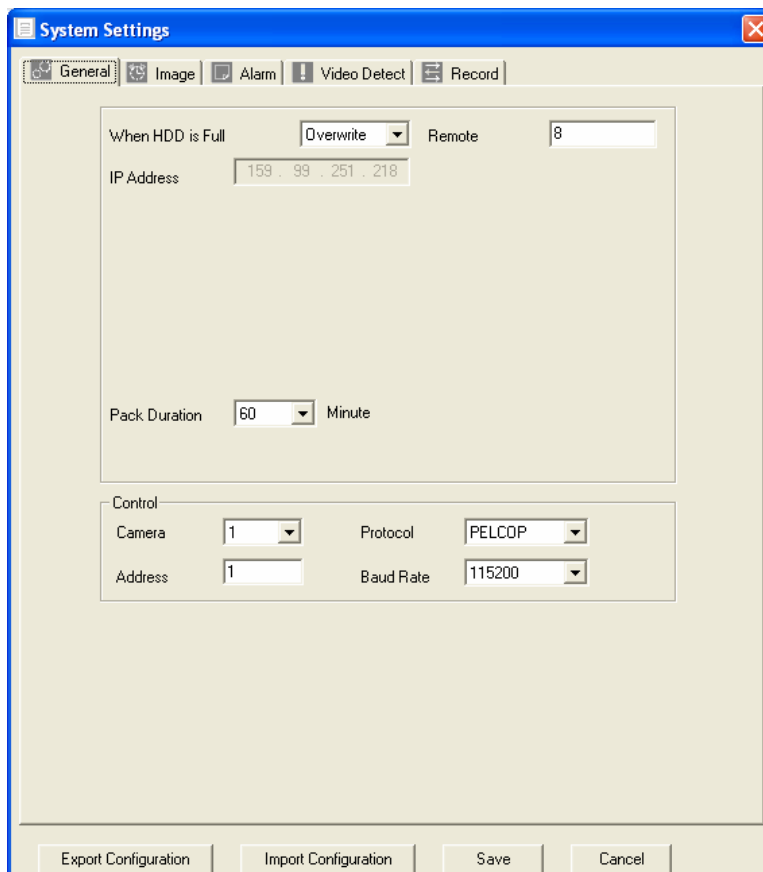 System Settings
General Image Alarm Video Detect Record
When HDD is Full Overwrite Remote 8
IP Address 159 . 99 . 251 . 218
Pack Duration 60 Minute
Control
Camera 1 Protocol PELCOP
Address 1 Baud Rate 115200
Export Configuration Import Configuration Save Cancel